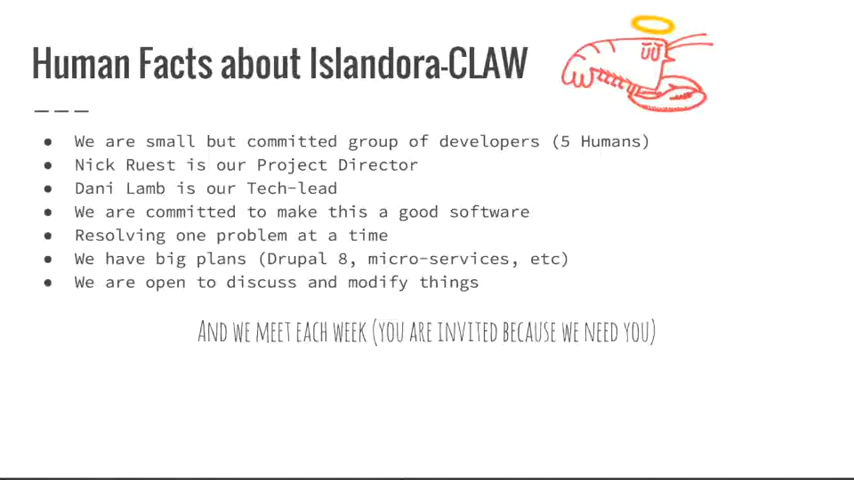 Human Facts about Islandora-CLAW
We are small but committed group of developers (5 Humans)
Nick Ruest is our Project Director
Dani Lamb is our Tech-lead
We are committed to make this a good software
Resolving one problem at a time
We have big plans (Drupal 8, micro-services, etc)
We are open to discuss and modify things
And we meet each week (you are invited because we need you)